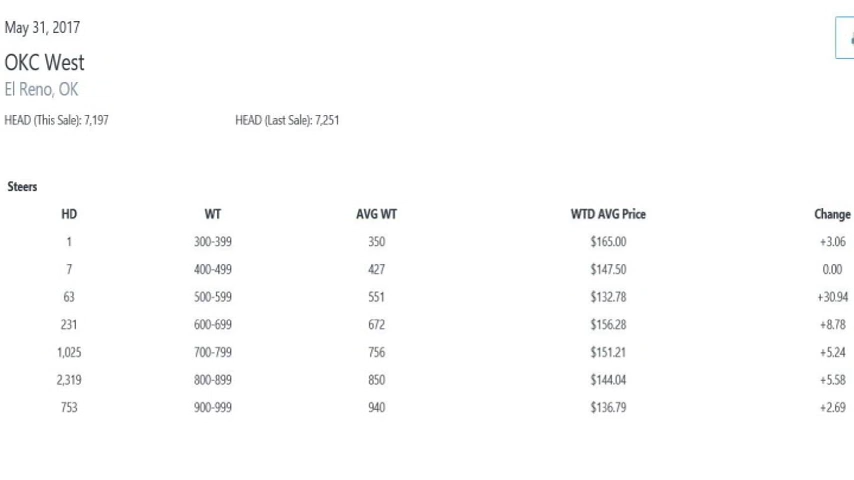 May 31, 2017
OKC West
El Reno, OK
HEAD (This Sale): 7,197 HEAD (Last Sale): 7,251
Steers
HD WT AVG WT WTD AVG Price Change
1 300-399 350 $165.00 +3.06
7 400-499 427 $147.50 0.00
63 500-599 551 $132.78 +30.94
231 600-699 672 $156.28 +8.78
1,025 700-799 756 $151.21 +5.24
2,319 800-899 850 $144.04 +5.58
753 900-999 940 $136.79 +2.69